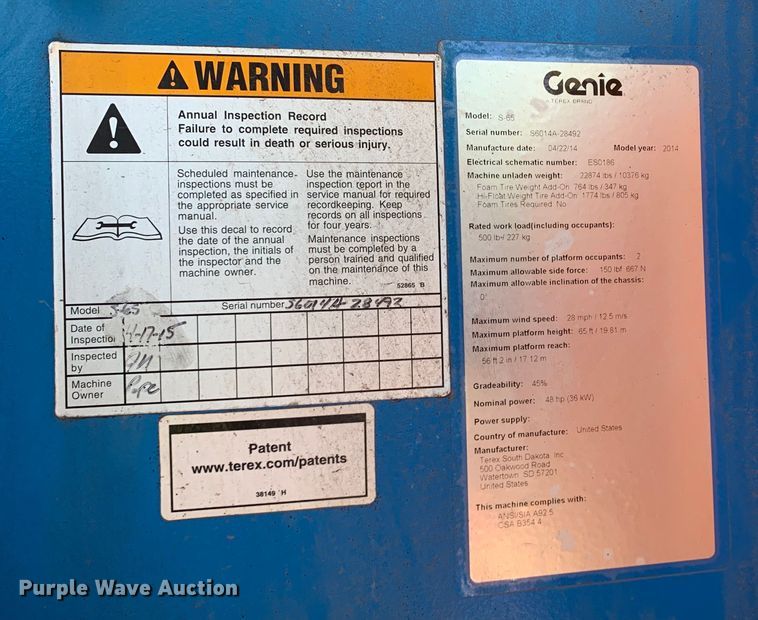 WARNING
Annual Inspection Record
Failure to complete required inspections
could result in death or serious injury.
Scheduled maintenance-
inspections must be
completed as specified in
the appropriate service
manual.
Use this decal to record
the date of the annual
inspection, the initials of
the inspector and the
machine owner.
Use the maintenance
inspection report in the
service manual for required
recordkeeping. Keep
records on all inspections
for four years.
Maintenance inspections
must be completed by a
person trained and qualified
on the maintenance of this
machine.
52865 B
Model S-65 Serial number S6014A-28492
Date of
Inspection 4-17-15
Inspected
by
Machine
Owner Pope
Patent
www.terex.com/patents
38149 H
Genie
A TEREX BRAND
Model: S-65
Serial number: S6014A-28492
Manufacture date: 04/22/14 Model year: 2014
Electrical schematic number: ES0186
Machine unladen weight: 22874 lbs / 10376 kg
Foam Tire Weight Add-On: 764 lbs / 347 kg
Hi-Float Weight Tire Add-On: 1774 lbs / 805 kg
Foam Tires Required: No
Rated work load(including occupants):
500 lb / 227 kg
Maximum number of platform occupants: 2
Maximum allowable side force: 150 lbf 667 N
Maximum allowable inclination of the chassis:
0°
Maximum wind speed: 28 mph / 12.5 m/s
Maximum platform height: 65 ft / 19.81 m
Maximum platform reach:
56 ft 2 in / 17.12 m
Gradeability: 45%
Nominal power: 48 hp (36 kW)
Power supply:
Country of manufacture: United States
Manufacturer:
Terex South Dakota, Inc
500 Oakwood Road
Watertown SD 57201
United States
This machine complies with:
ANSI/SIA A92.5
CSA B354.4
Purple Wave Auction